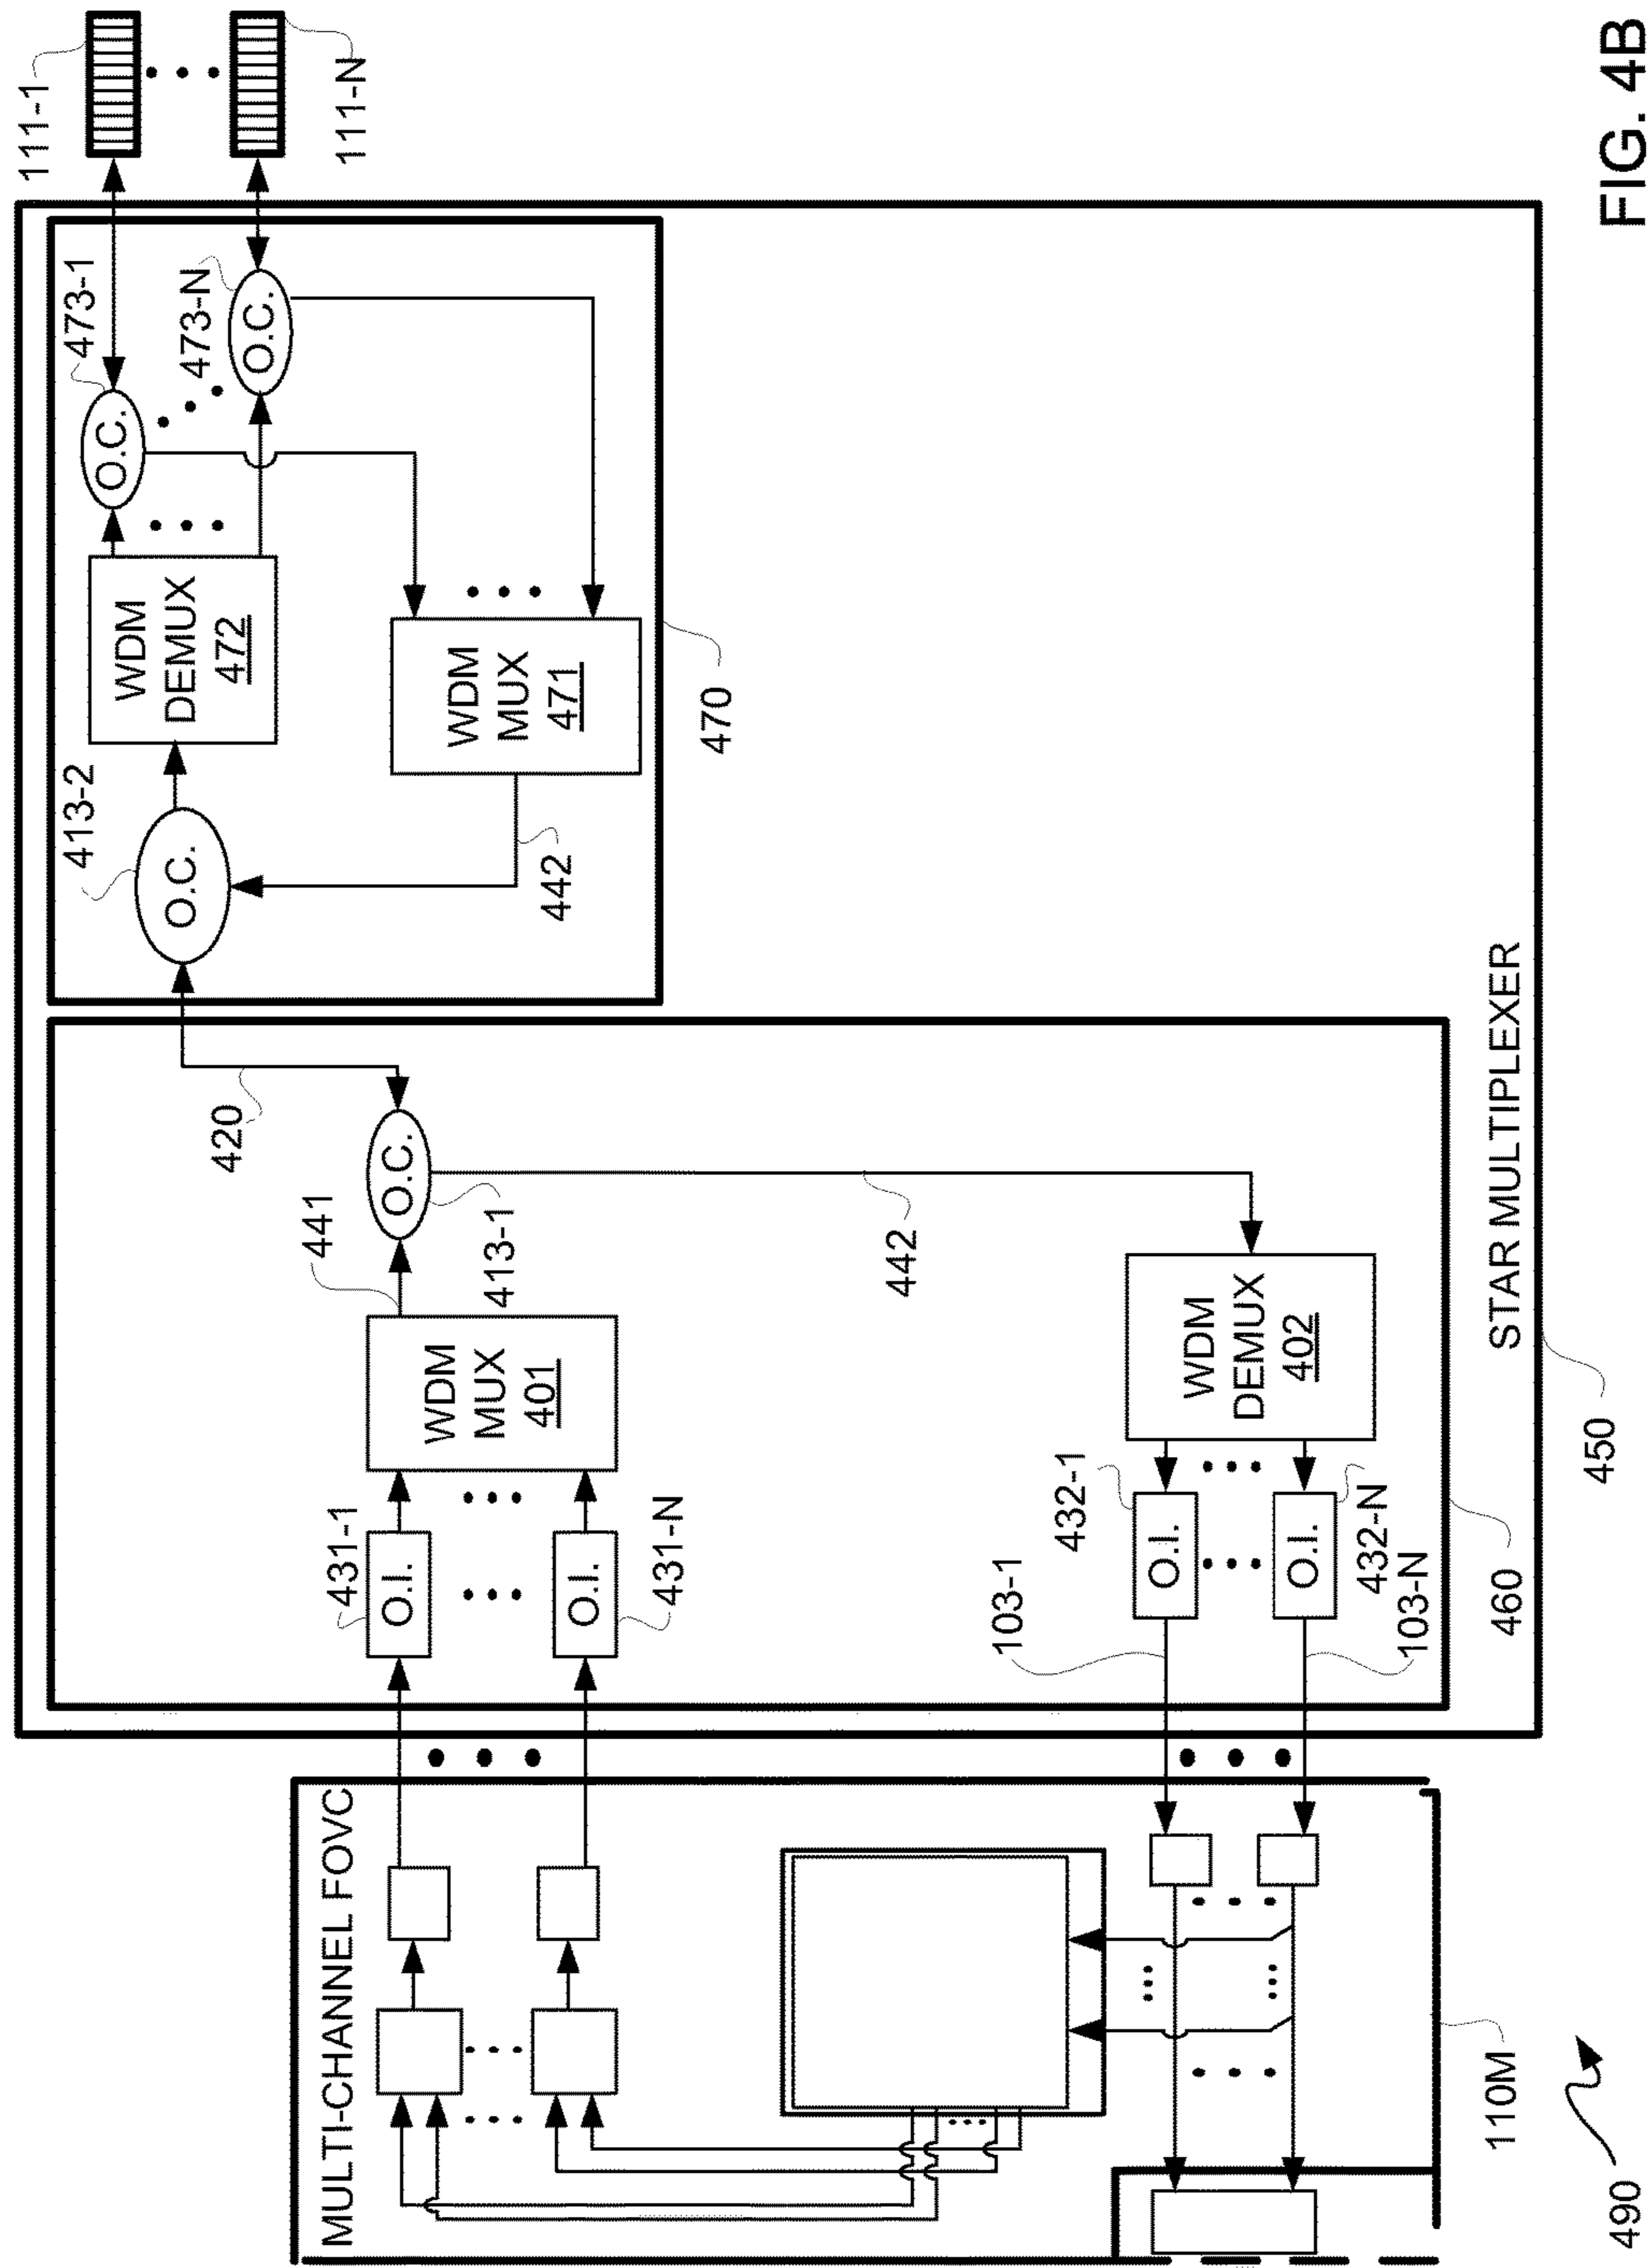 111-1
111-N
O.C.
473-1
O.C.
473-N
WDM
DEMUX
472
WDM
MUX
471
O.C.
413-2
442
470
420
O.C.
413-1
441
442
WDM
MUX
401
WDM
DEMUX
402
O.I.
431-1
O.I.
431-N
O.I.
432-1
O.I.
432-N
103-1
103-N
460
STAR MULTIPLEXER
450
MULTI-CHANNEL FOVC
110M
490
FIG. 4B